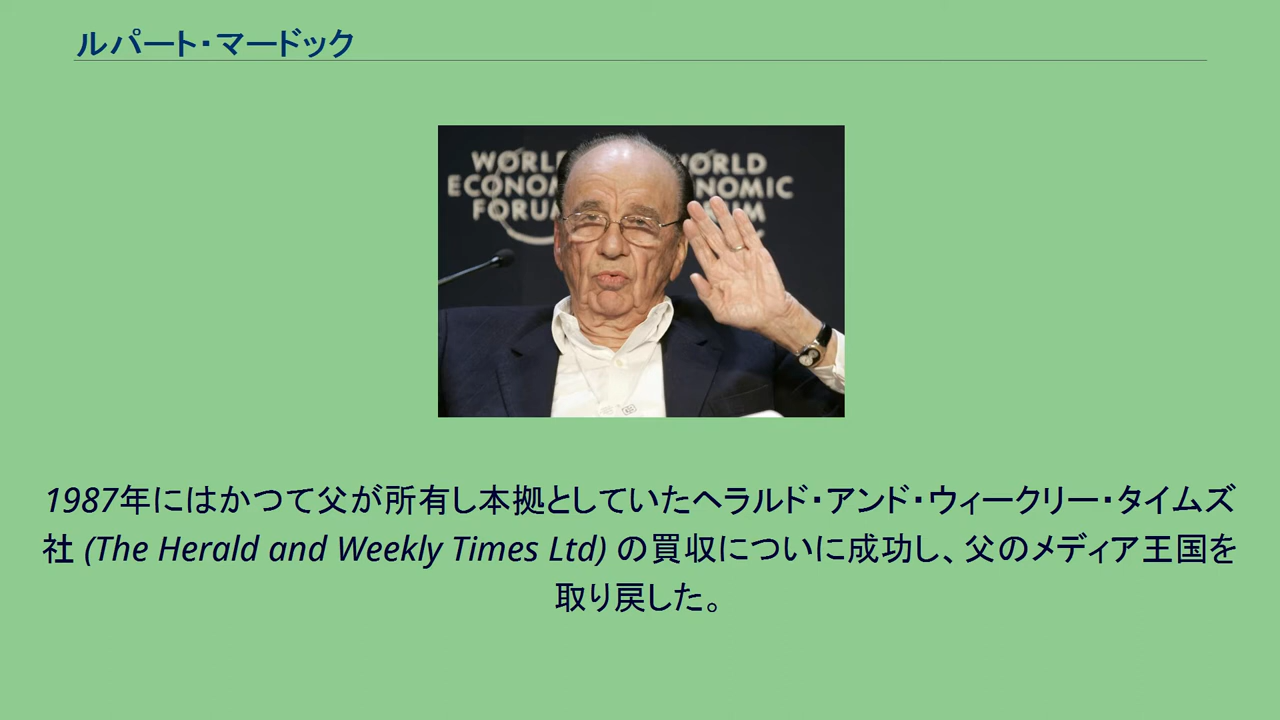 ルパート・マードック
WORLD WORLD
ECONOM NOMIC
FORUM UM
1987年にはかつて父が所有し本拠としていたヘラルド・アンド・ウィークリー・タイムズ
社 (The Herald and Weekly Times Ltd) の買収についに成功し、父のメディア王国を
取り戻した。